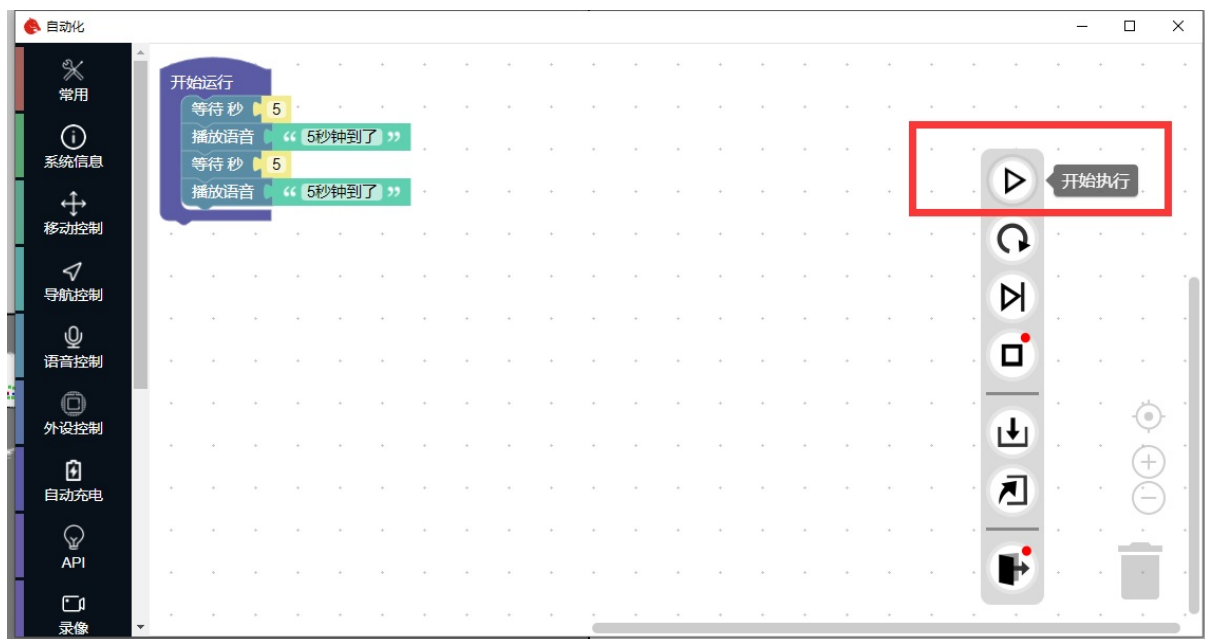 自动化
常用
系统信息
移动控制
导航控制
语音控制
外设控制
自动充电
API
录像
开始运行
等待 秒 5
播放语音 “ 5秒钟到了 ”
等待 秒 5
播放语音 “ 5秒钟到了 ”
开始执行